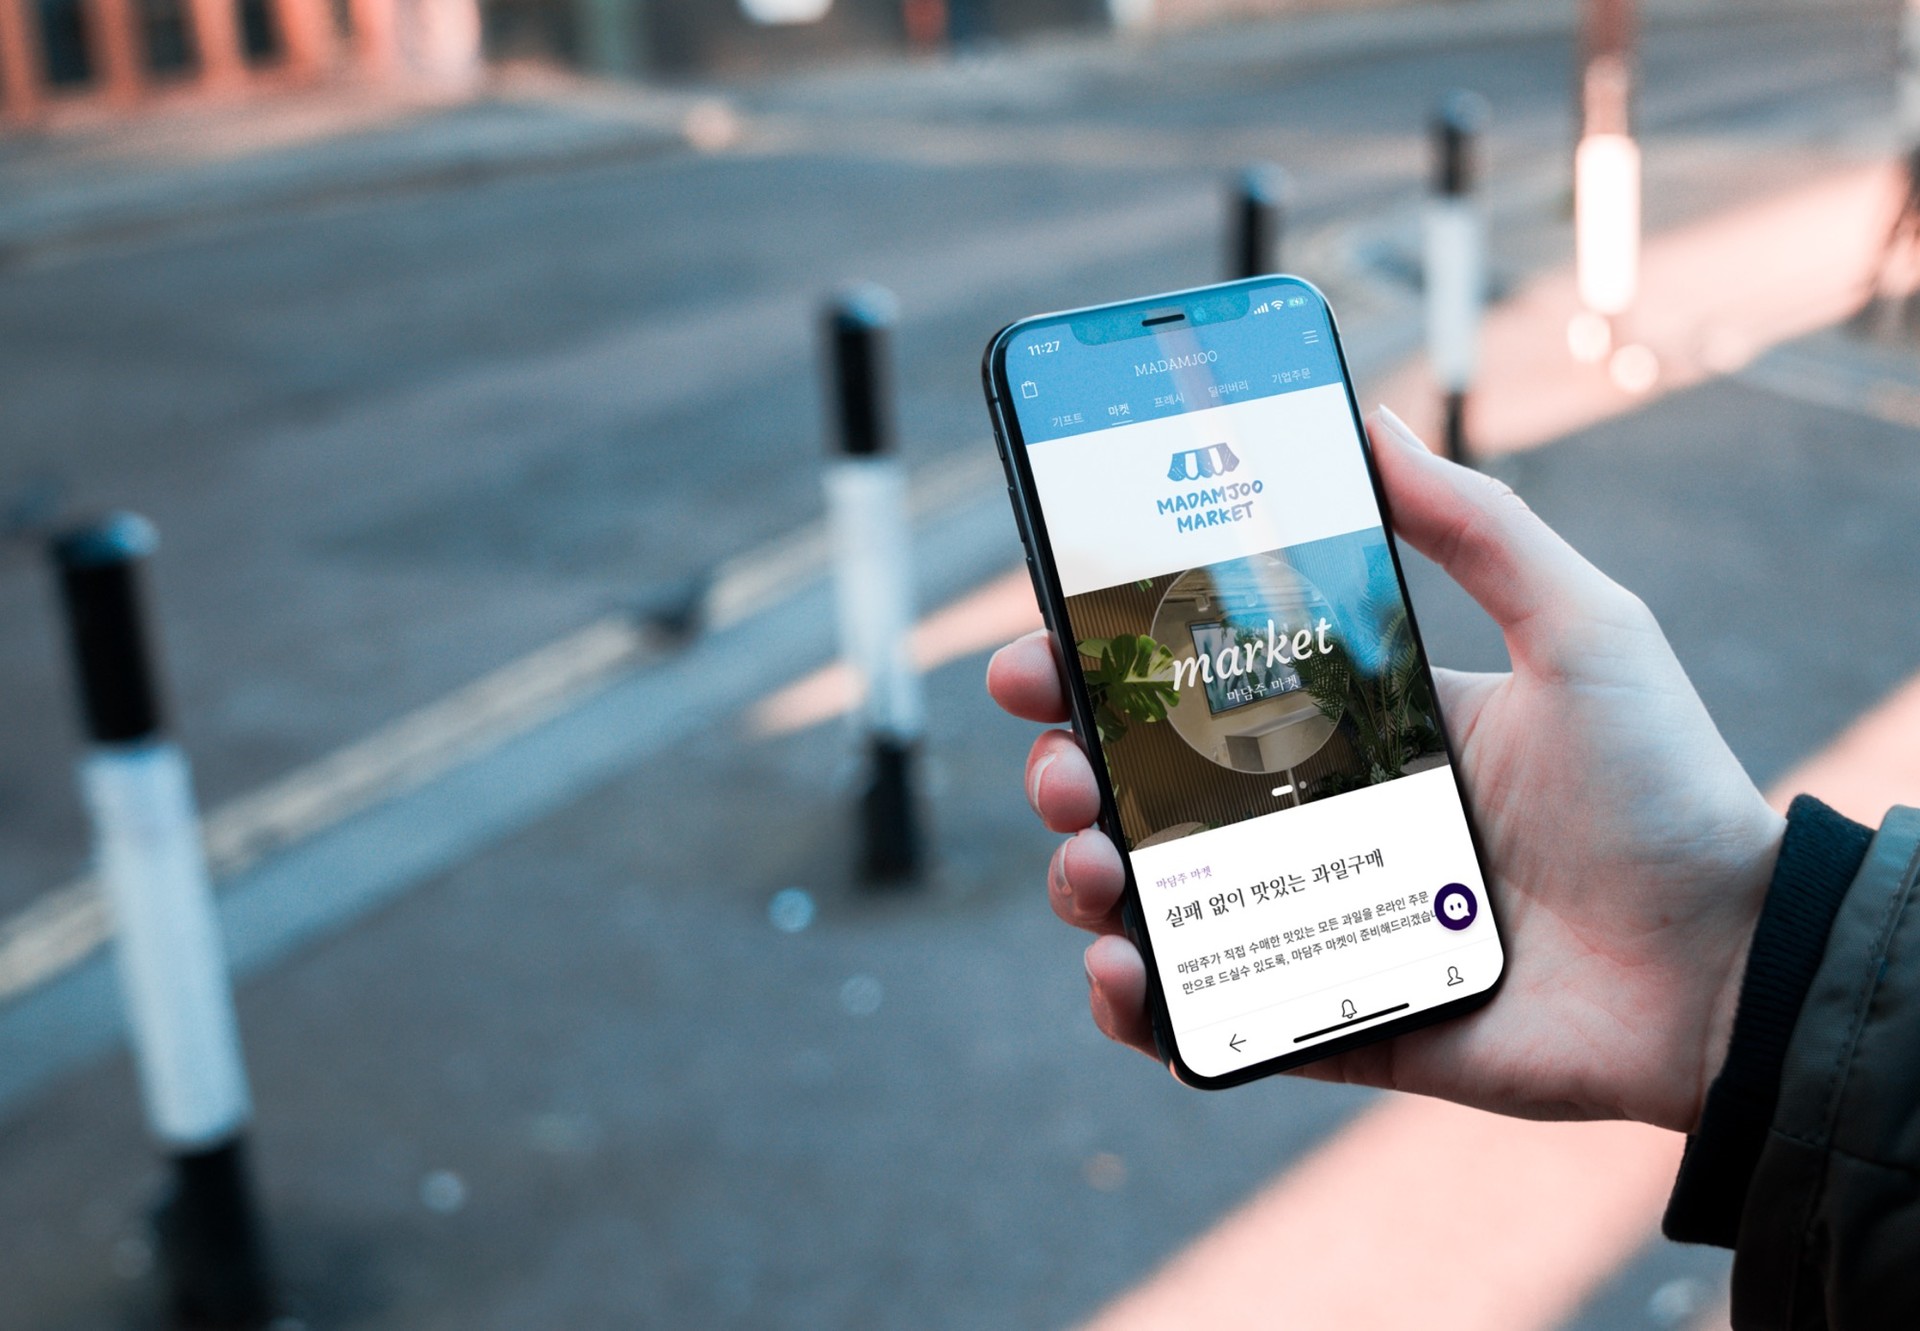 11:27
MADAMJOO
기프트 마켓 프레시 딜리버리 기업주문
MADAMJOO
MARKET
market
마담주 마켓
마담주 마켓
실패 없이 맛있는 과일구매
마담주가 직접 수매한 맛있는 모든 과일을 온라인 주문
만으로 드실수 있도록, 마담주 마켓이 준비해드리겠습니